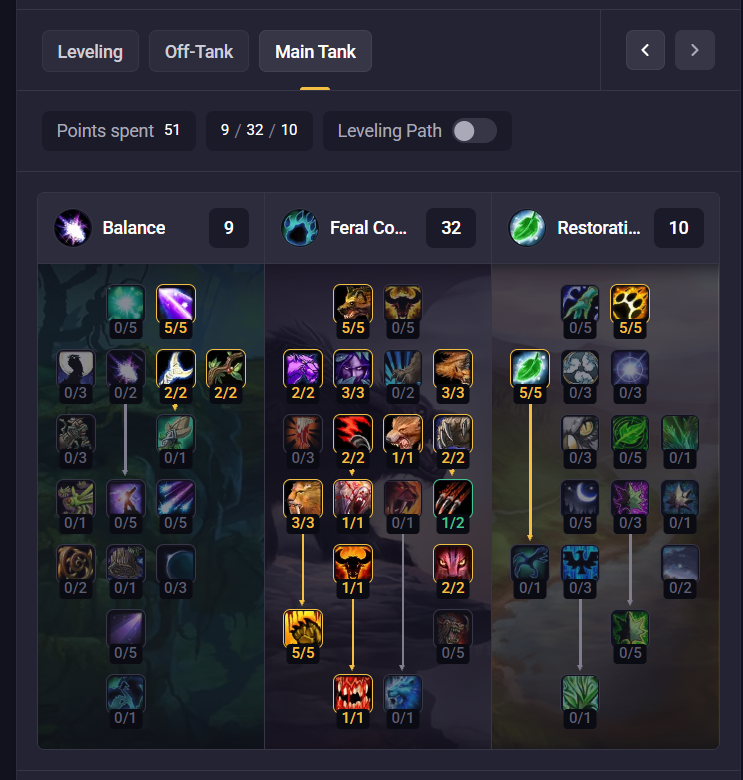 Leveling Off-Tank Main Tank
Points spent 51 9 / 32 / 10 Leveling Path
Balance 9 Feral Co... 32 Restorati... 10
0/5 5/5 5/5 0/5 0/5 5/5
0/3 0/2 2/2 2/2 2/2 3/3 0/2 3/3 5/5 0/3 0/3
0/3 0/1 0/3 2/2 1/1 2/2 0/3 0/5 0/1
0/1 0/5 0/5 3/3 1/1 0/1 1/2 0/5 0/3 0/1
0/2 0/1 0/3 1/1 2/2 0/1 0/3 0/2
0/5 5/5 0/5 0/5
0/1 1/1 0/1 0/1